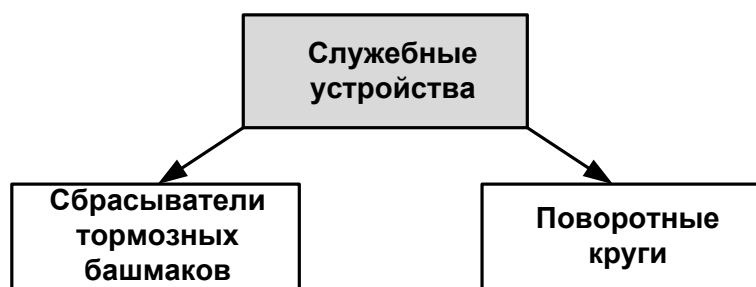 Служебные
устройства
Сбрасыватели
тормозных
башмаков
Поворотные
круги